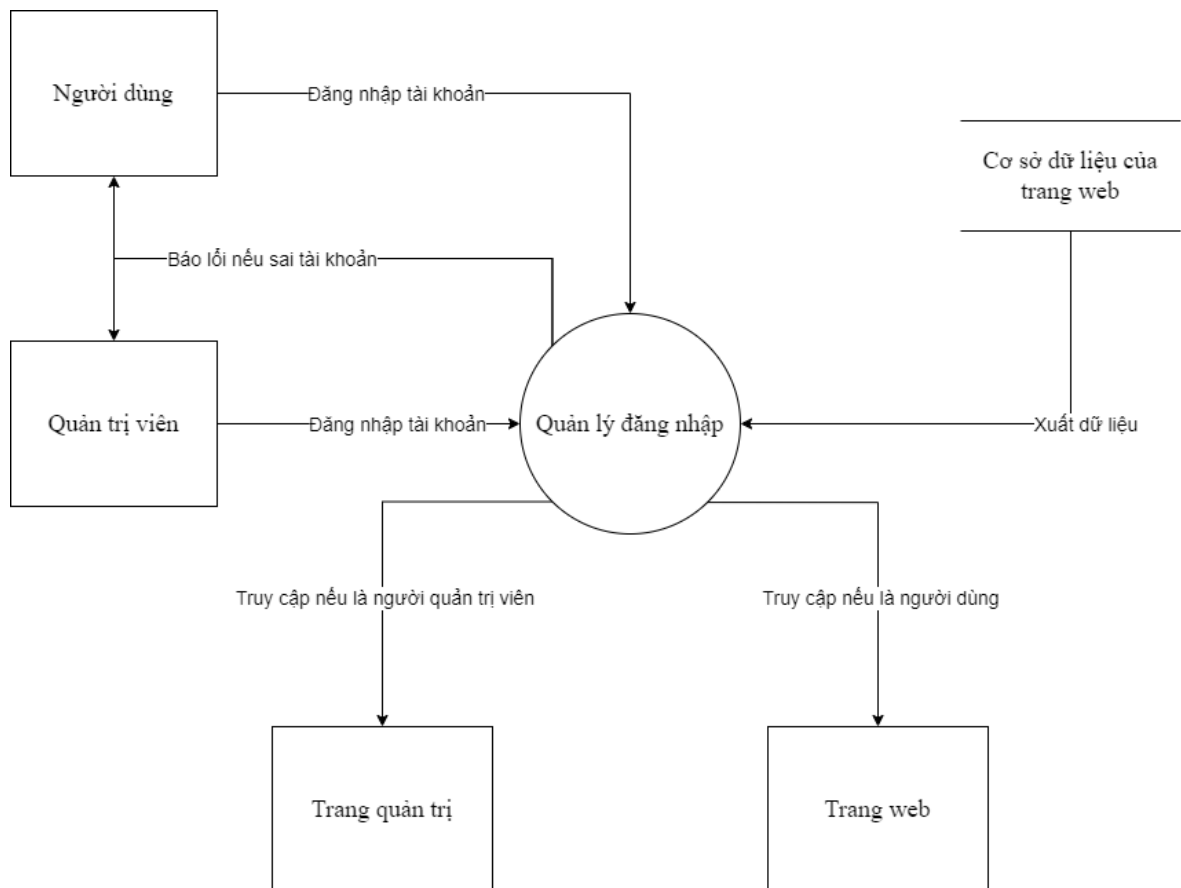 Người dùng
Đăng nhập tài khoản
Cơ sở dữ liệu của
trang web
Báo lỗi nếu sai tài khoản
Quản trị viên
Đăng nhập tài khoản
Quản lý đăng nhập
Xuất dữ liệu
Truy cập nếu là người quản trị viên
Truy cập nếu là người dùng
Trang quản trị
Trang web